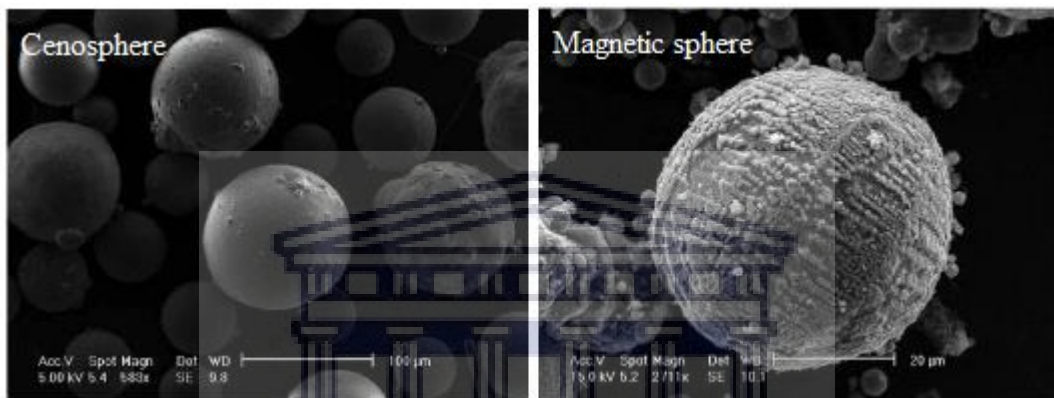 Cenosphere
Acc.V Spot Magn Det WD 100 µm
5.00 kV 5.4 583x SE 9.8
Magnetic sphere
Acc.V Spot Magn Det WD 20 µm
15.0 kV 5.2 2711x SE 10.1